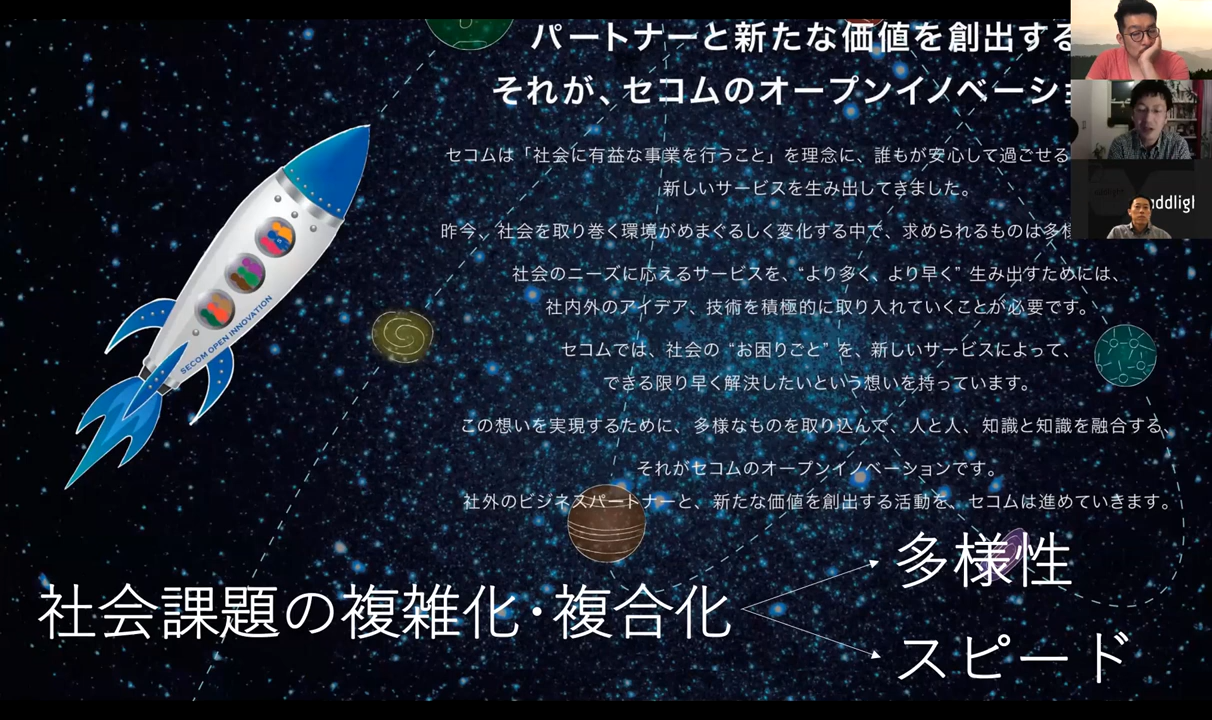 パートナーと新たな価値を創出する
それが、セコムのオープンイノベーショ
セコムは「社会に有益な事業を行うこと」を理念に、誰もが安心して過ごせる
新しいサービスを生み出してきました。
昨今、社会を取り巻く環境がめまぐるしく変化する中で、求められるものは多様
社会のニーズに応えるサービスを、“より多く、より早く” 生み出すためには、
社内外のアイデア、技術を積極的に取り入れていくことが必要です。
セコムでは、社会の “お困りごと” を、新しいサービスによって、
できる限り早く解決したいという想いを持っています。
この想いを実現するために、多様なものを取り込んで、人と人、知識と知識を融合する、
それがセコムのオープンイノベーションです。
社外のビジネスパートナーと、新たな価値を創出する活動を、セコムは進めていきます。
SECOM OPEN INNOVATION
社会課題の複雑化・複合化
多様性
スピード
addligh